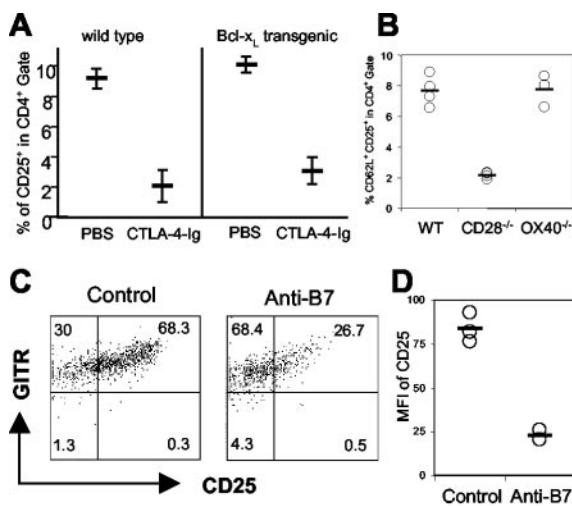 A
wild type
Bcl-xL transgenic
% of CD25+ in CD4+ Gate
10
8
6
4
2
0
PBS
CTLA-4-Ig
PBS
CTLA-4-Ig
B
% CD62L+ CD25+ in CD4+ Gate
10
8
6
4
2
0
WT
CD28-/-
OX40-/-
C
Control
Anti-B7
30
68.3
1.3
0.3
68.4
26.7
4.3
0.5
GITR
CD25
D
MFI of CD25
100
75
50
25
0
Control
Anti-B7